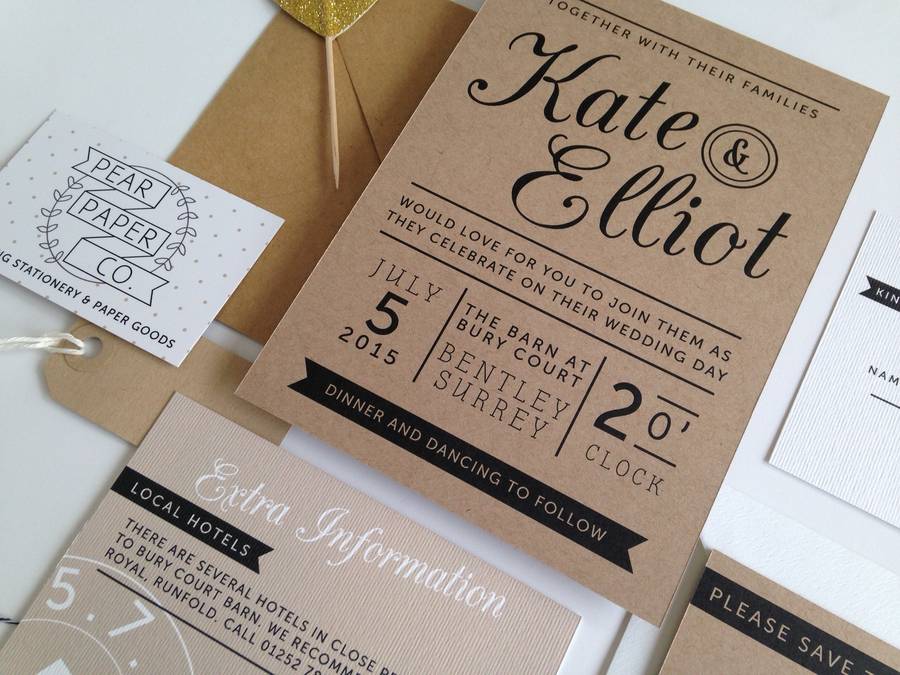 TOGETHER WITH THEIR FAMILIES
Kate &
Elliot
WOULD LOVE FOR YOU TO JOIN THEM AS
THEY CELEBRATE ON THEIR WEDDING DAY
JULY
5
2015
THE BARN AT
BURY COURT
BENTLEY
SURREY
2 O'
CLOCK
DINNER AND DANCING TO FOLLOW
PEAR
PAPER
CO.
STATIONERY & PAPER GOODS
Extra Information
LOCAL HOTELS
THERE ARE SEVERAL HOTELS IN CLOSE
TO BURY COURT BARN. WE
ROYAL, RUNFOLD. CALL 01252
5.7.
PLEASE SAVE